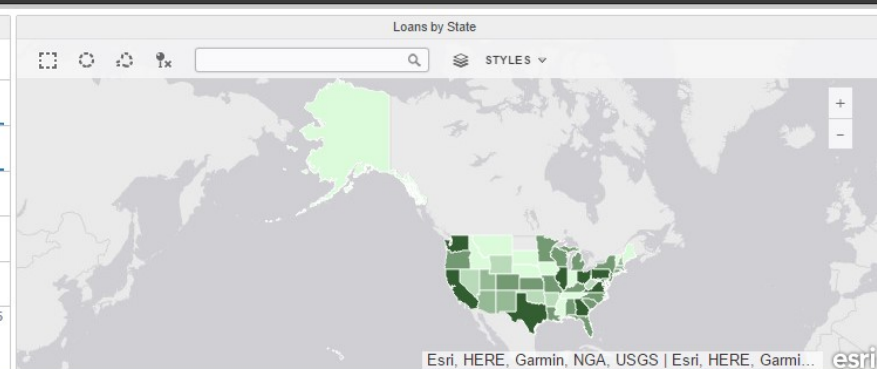 Loans by State
STYLES
+
-
Esri, HERE, Garmin, NGA, USGS | Esri, HERE, Garmi...
esri